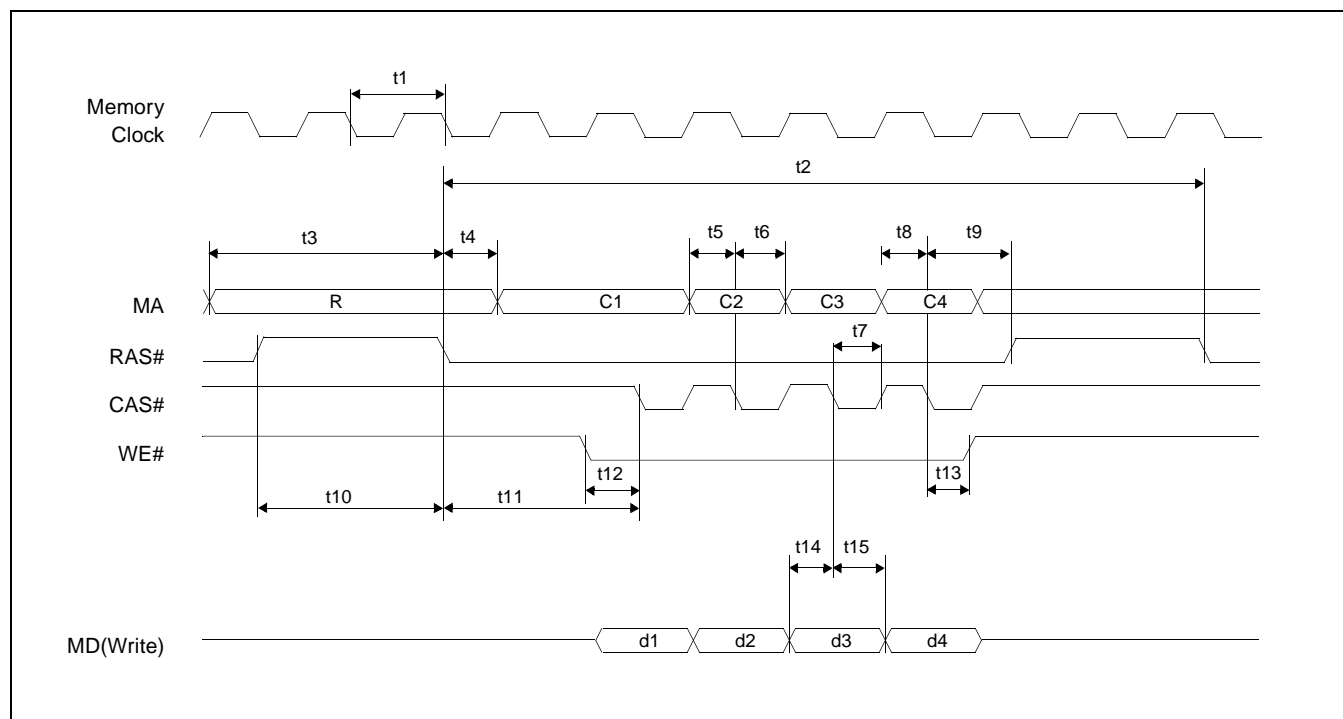 t1
Memory
Clock
t2
t3
t4
t5
t6
t8
t9
MA
R
C1
C2
C3
C4
t7
RAS#
CAS#
WE#
t12
t13
t10
t11
t14
t15
MD(Write)
d1
d2
d3
d4